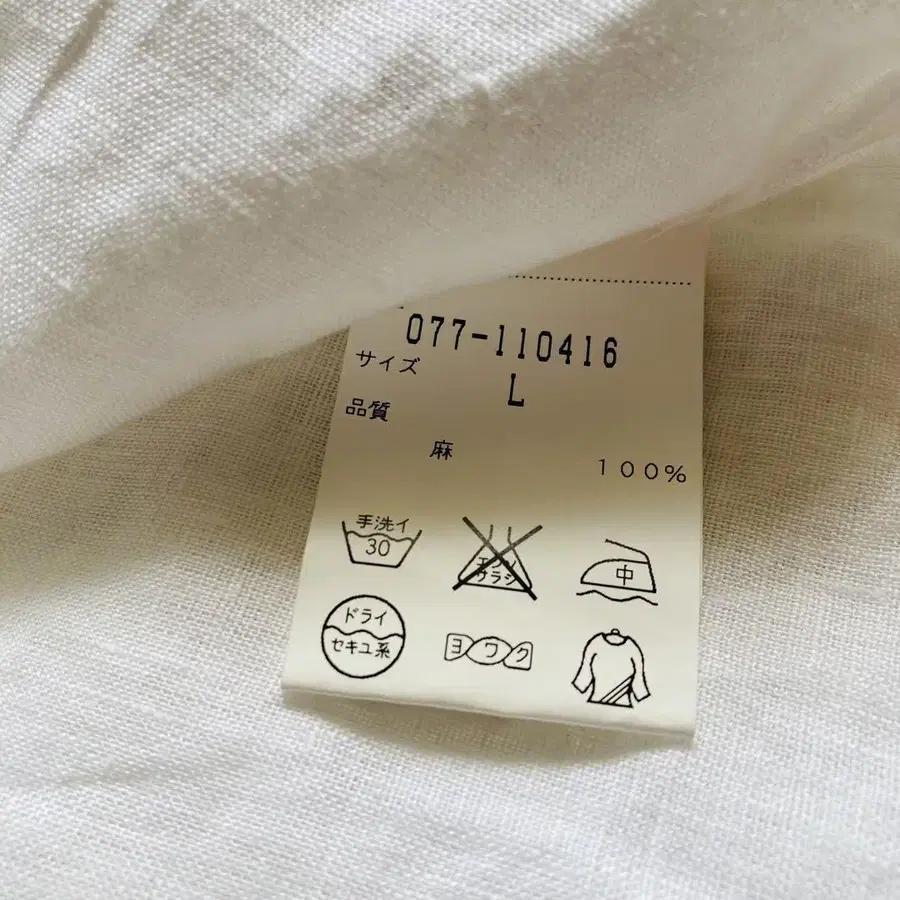 077-110416
サイズ
L
品質
麻 100%
手洗イ
30
エンソ
サラシ
中
ドライ
セキユ系
ヨワク